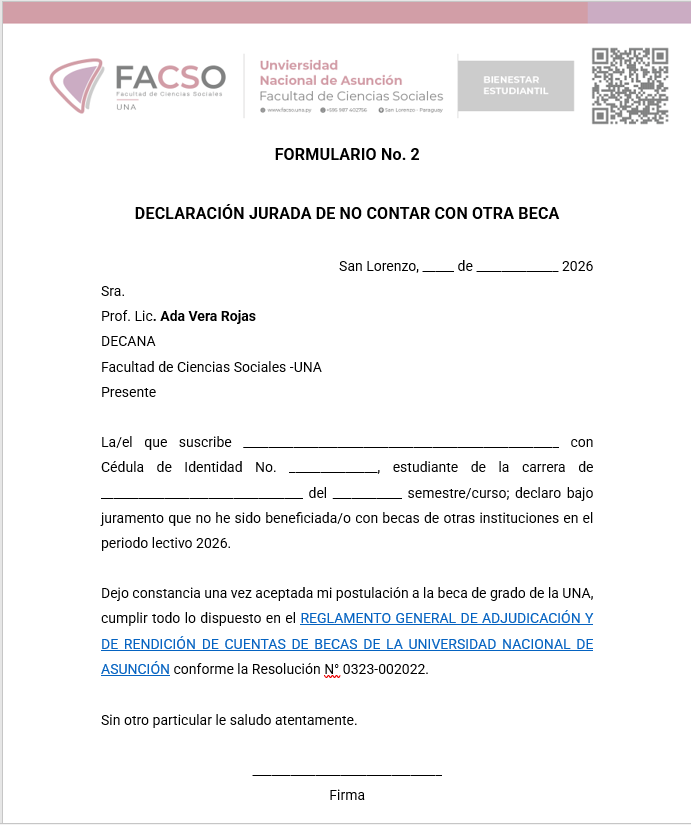 FACSO
Facultad de Ciencias Sociales
UNA
Unviersidad
Nacional de Asunción
Facultad de Ciencias Sociales
www.facso.una.py +595 987 402756 San Lorenzo - Paraguay
BIENESTAR
ESTUDIANTIL
FORMULARIO No. 2
DECLARACIÓN JURADA DE NO CONTAR CON OTRA BECA
San Lorenzo, ____ de ___________ 2026
Sra.
Prof. Lic. Ada Vera Rojas
DECANA
Facultad de Ciencias Sociales -UNA
Presente
La/el que suscribe __________________________________________ con
Cédula de Identidad No. ____________, estudiante de la carrera de
___________________________ del _________ semestre/curso; declaro bajo
juramento que no he sido beneficiada/o con becas de otras instituciones en el
periodo lectivo 2026.
Dejo constancia una vez aceptada mi postulación a la beca de grado de la UNA,
cumplir todo lo dispuesto en el REGLAMENTO GENERAL DE ADJUDICACIÓN Y
DE RENDICIÓN DE CUENTAS DE BECAS DE LA UNIVERSIDAD NACIONAL DE
ASUNCIÓN conforme la Resolución N° 0323-002022.
Sin otro particular le saludo atentamente.
_________________________
Firma